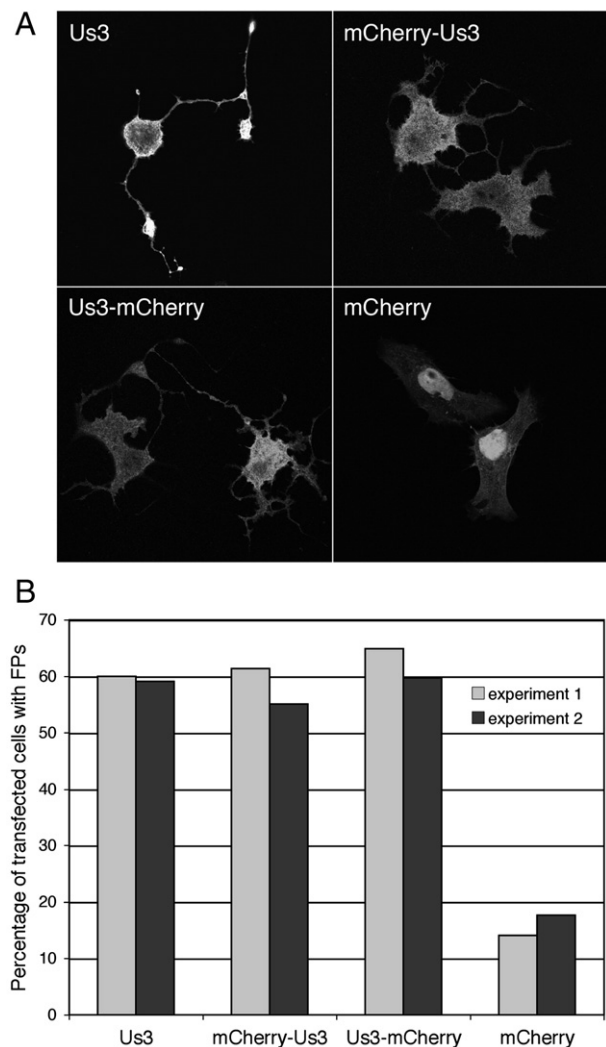 A
Us3
mCherry-Us3
Us3-mCherry
mCherry
B
Percentage of transfected cells with FPs
70
60
50
40
30
20
10
0
experiment 1
experiment 2
Us3 mCherry-Us3 Us3-mCherry mCherry